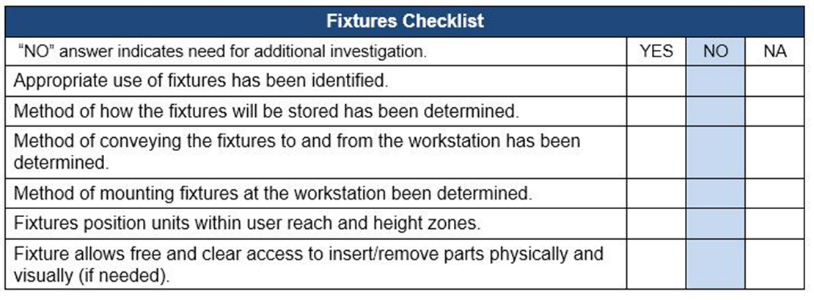 Fixtures Checklist
“NO” answer indicates need for additional investigation. YES NO NA
Appropriate use of fixtures has been identified.
Method of how the fixtures will be stored has been determined.
Method of conveying the fixtures to and from the workstation has been
determined.
Method of mounting fixtures at the workstation been determined.
Fixtures position units within user reach and height zones.
Fixture allows free and clear access to insert/remove parts physically and
visually (if needed).